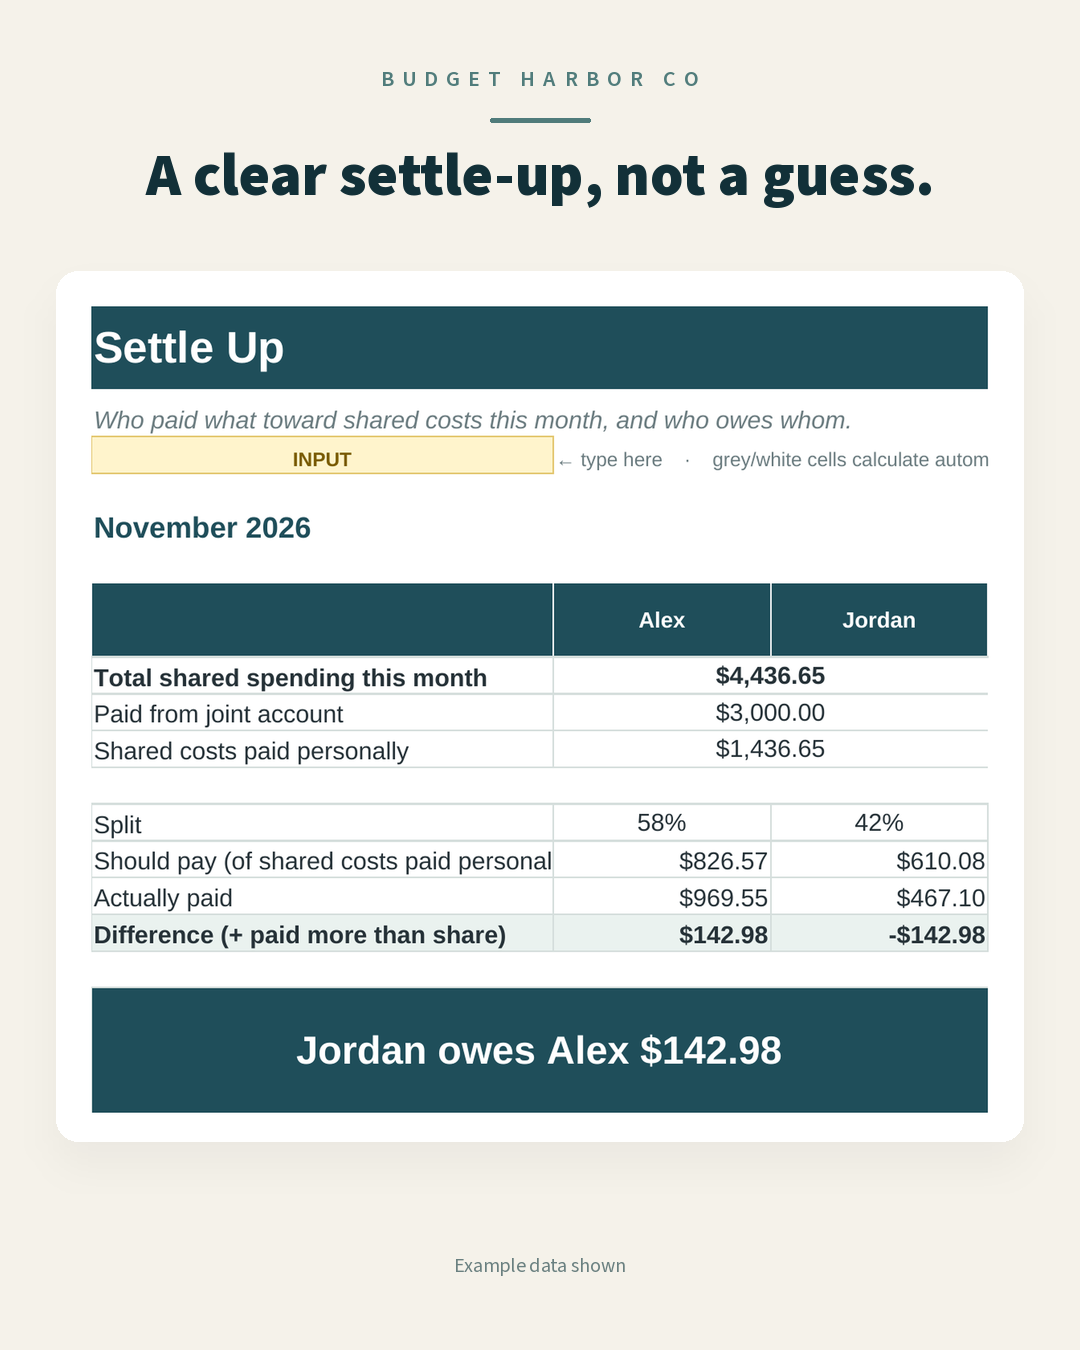 BUDGET HARBOR CO
A clear settle-up, not a guess.
Settle Up
Who paid what toward shared costs this month, and who owes whom.
INPUT ← type here · grey/white cells calculate autom
November 2026
Alex Jordan
Total shared spending this month $4,436.65
Paid from joint account $3,000.00
Shared costs paid personally $1,436.65
Split 58% 42%
Should pay (of shared costs paid personal $826.57 $610.08
Actually paid $969.55 $467.10
Difference (+ paid more than share) $142.98 -$142.98
Jordan owes Alex $142.98
Example data shown